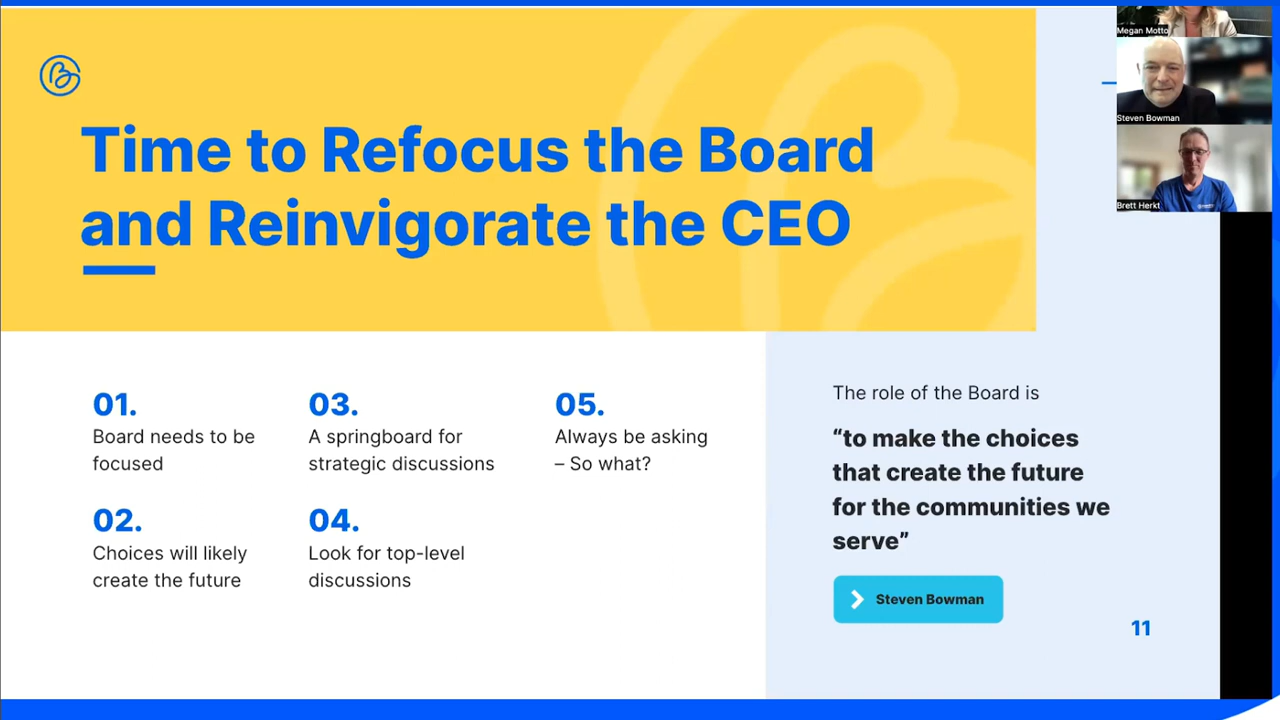 Time to Refocus the Board
and Reinvigorate the CEO
01.
Board needs to be
focused
02.
Choices will likely
create the future
03.
A springboard for
strategic discussions
04.
Look for top-level
discussions
05.
Always be asking
– So what?
The role of the Board is
“to make the choices
that create the future
for the communities we
serve”
Steven Bowman
11
Megan Motto
Steven Bowman
Brett Herkt